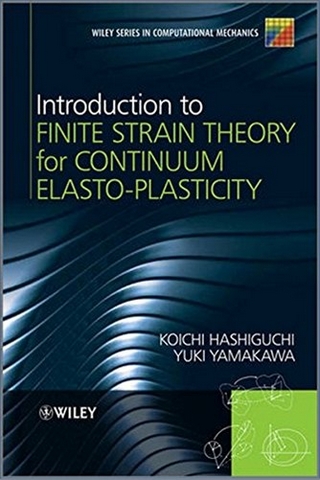 WILEY SERIES IN COMPUTATIONAL MECHANICS
Introduction to
FINITE STRAIN THEORY
for CONTINUUM
ELASTO-PLASTICITY
KOICHI HASHIGUCHI
YUKI YAMAKAWA
WILEY